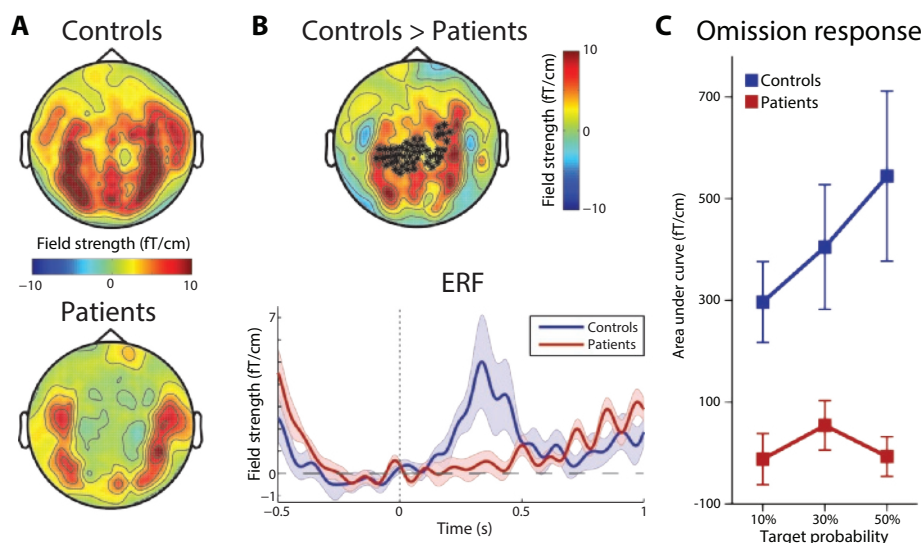 A
Controls
Field strength (fT/cm)
−10
0
10
Patients
B
Controls > Patients
10
0
−10
Field strength (fT/cm)
ERF
7
0
−1
Field strength (fT/cm)
Controls
Patients
−0.5
0
0.5
1
Time (s)
C
Omission response
Controls
Patients
700
500
300
100
-100
Area under curve (fT/cm)
10%
30%
50%
Target probability